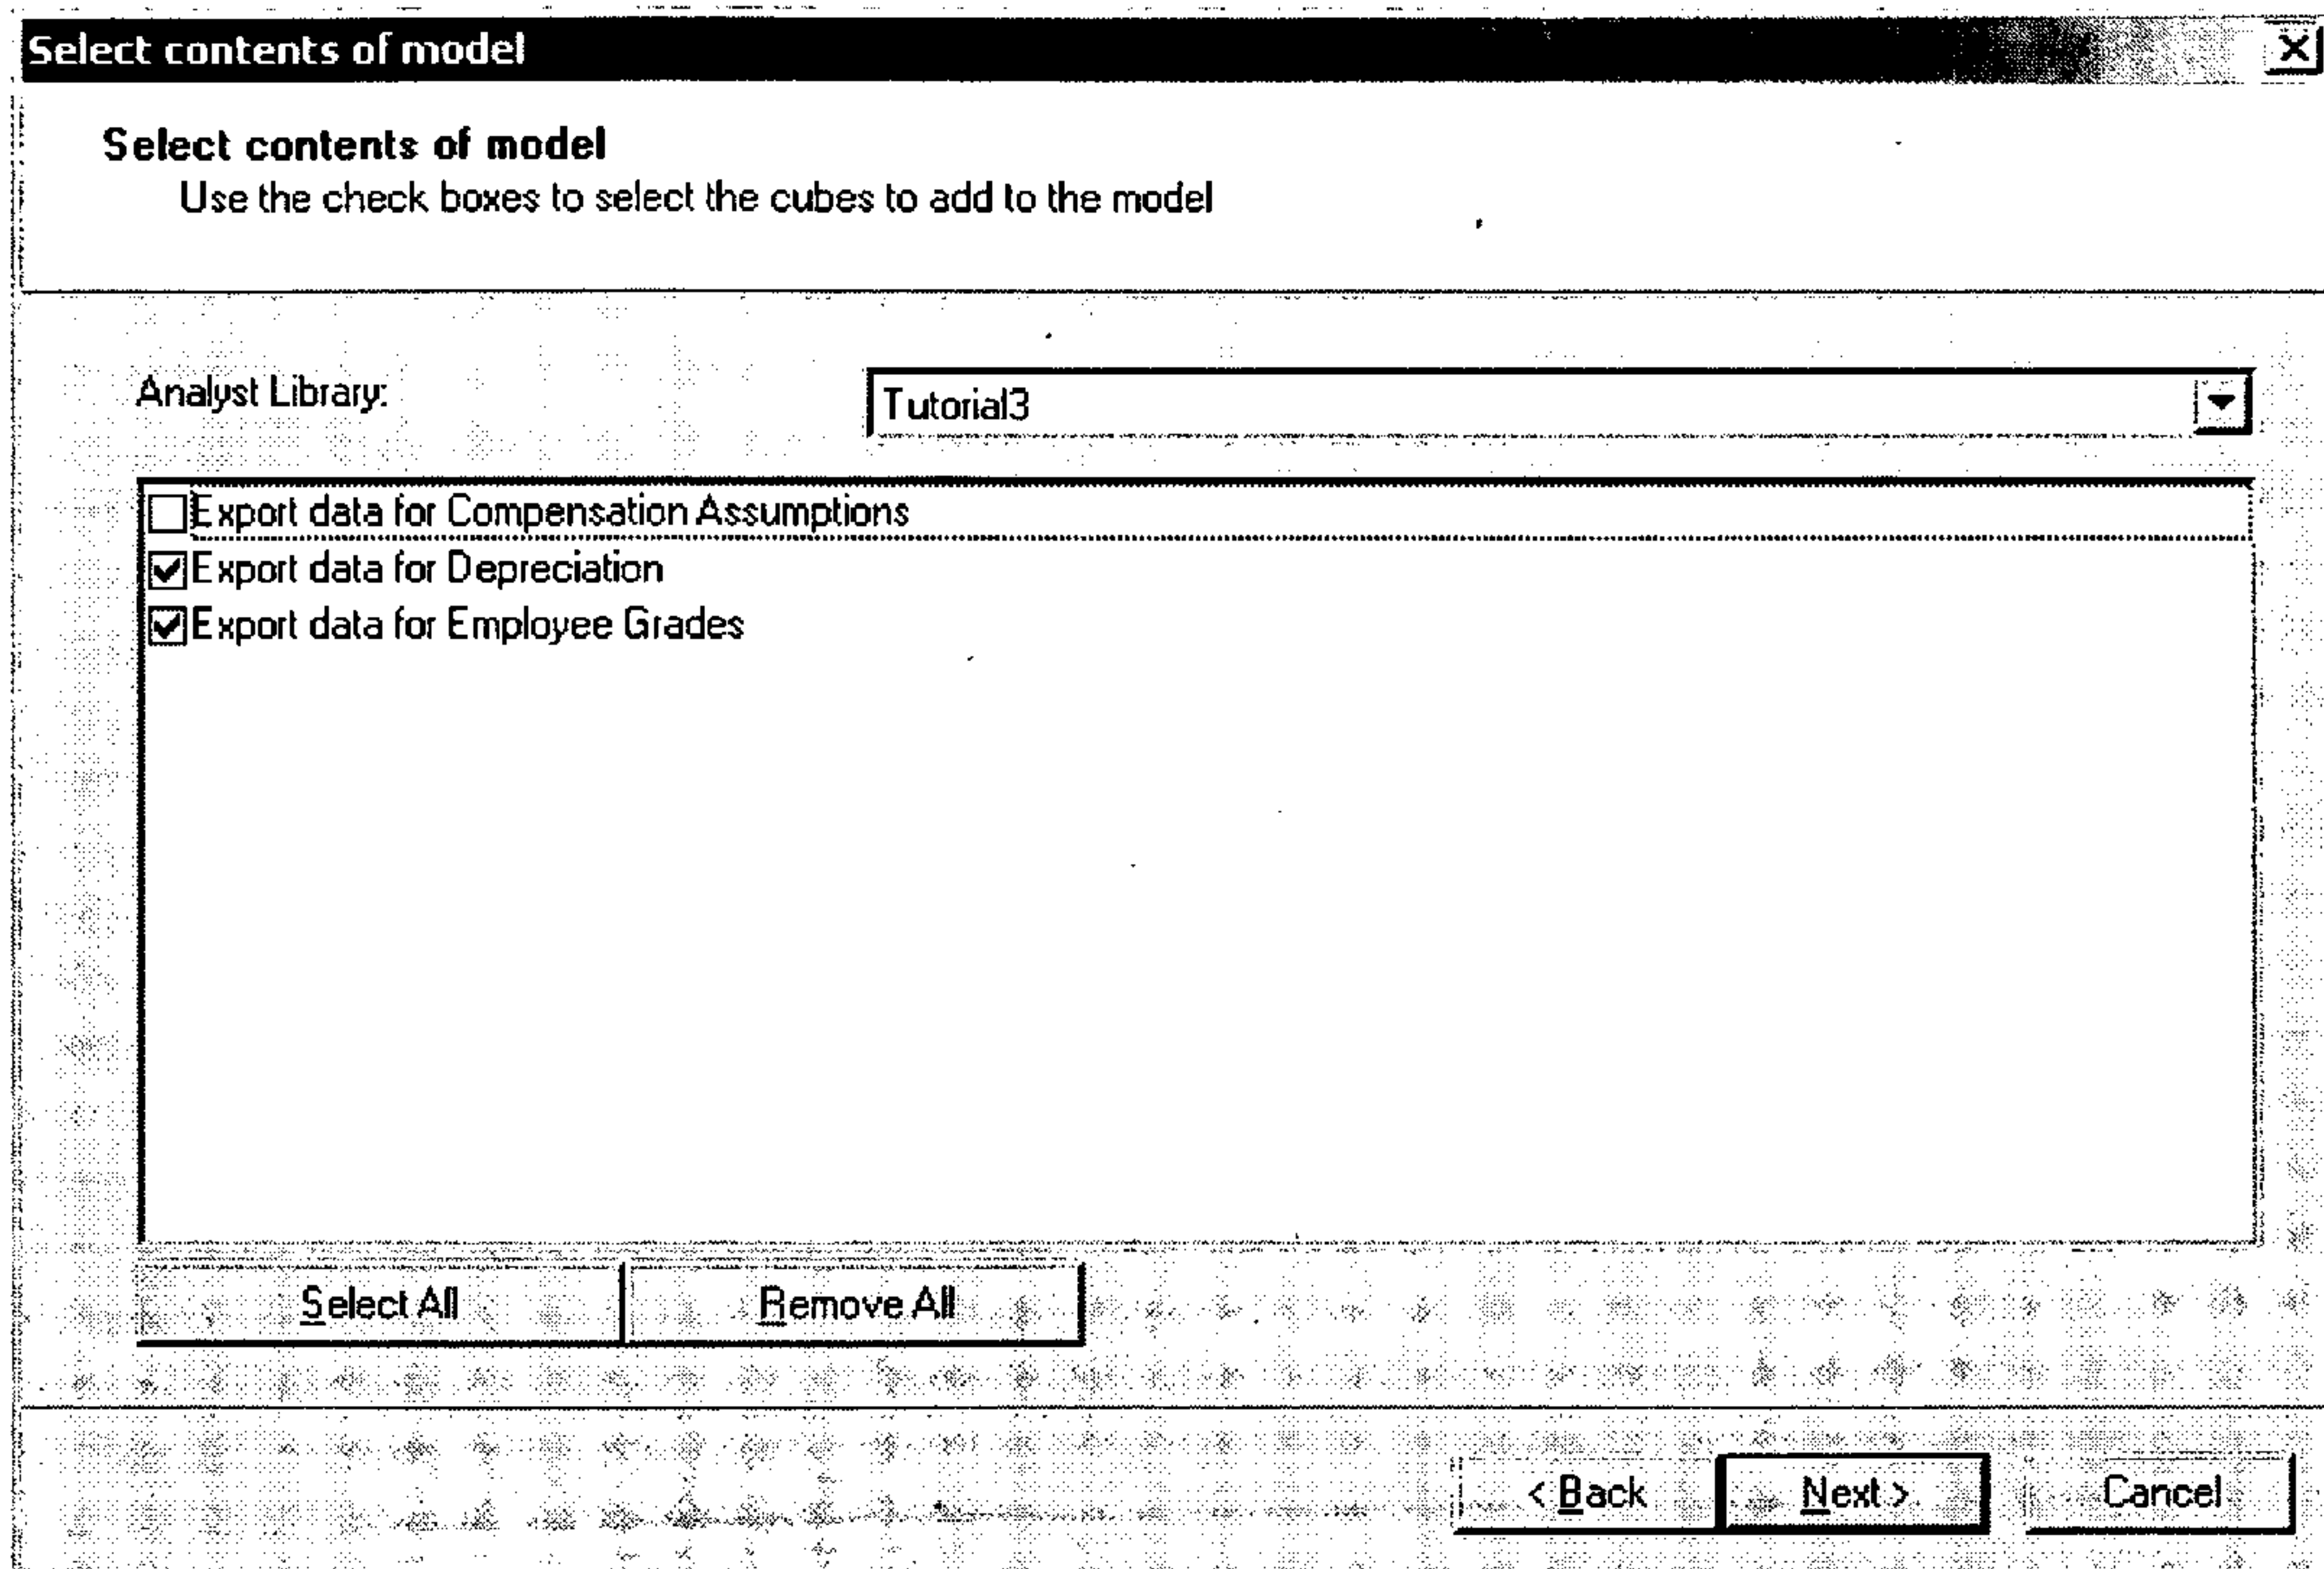 Select contents of model
Select contents of model
Use the check boxes to select the cubes to add to the model
Analyst Library:
Tutorial3
Export data for Compensation Assumptions
Export data for Depreciation
Export data for Employee Grades
Select All
Remove All
< Back
Next >
Cancel